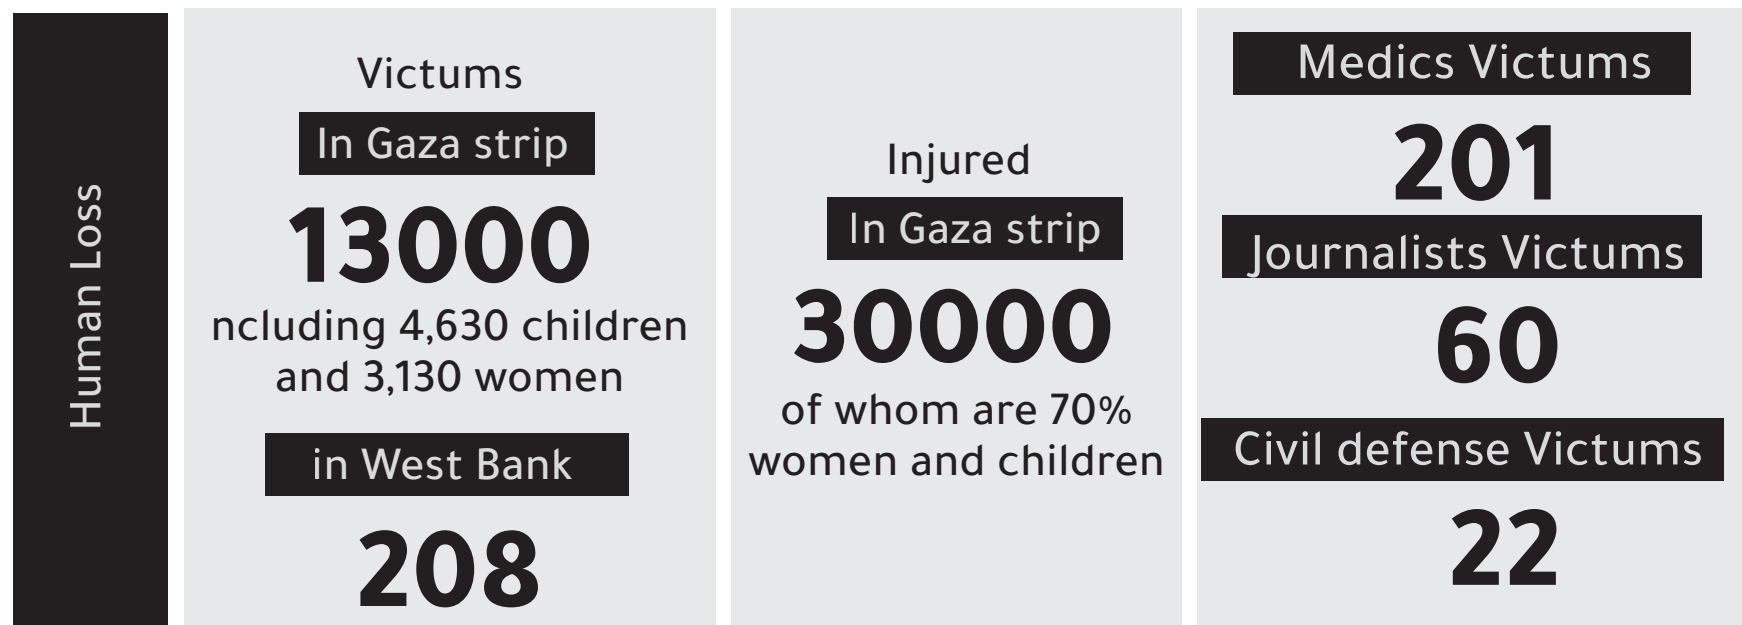 Human Loss
Victums
In Gaza strip
13000
ncluding 4,630 children
and 3,130 women
in West Bank
208
Injured
In Gaza strip
30000
of whom are 70%
women and children
Medics Victums
201
Journalists Victums
60
Civil defense Victums
22